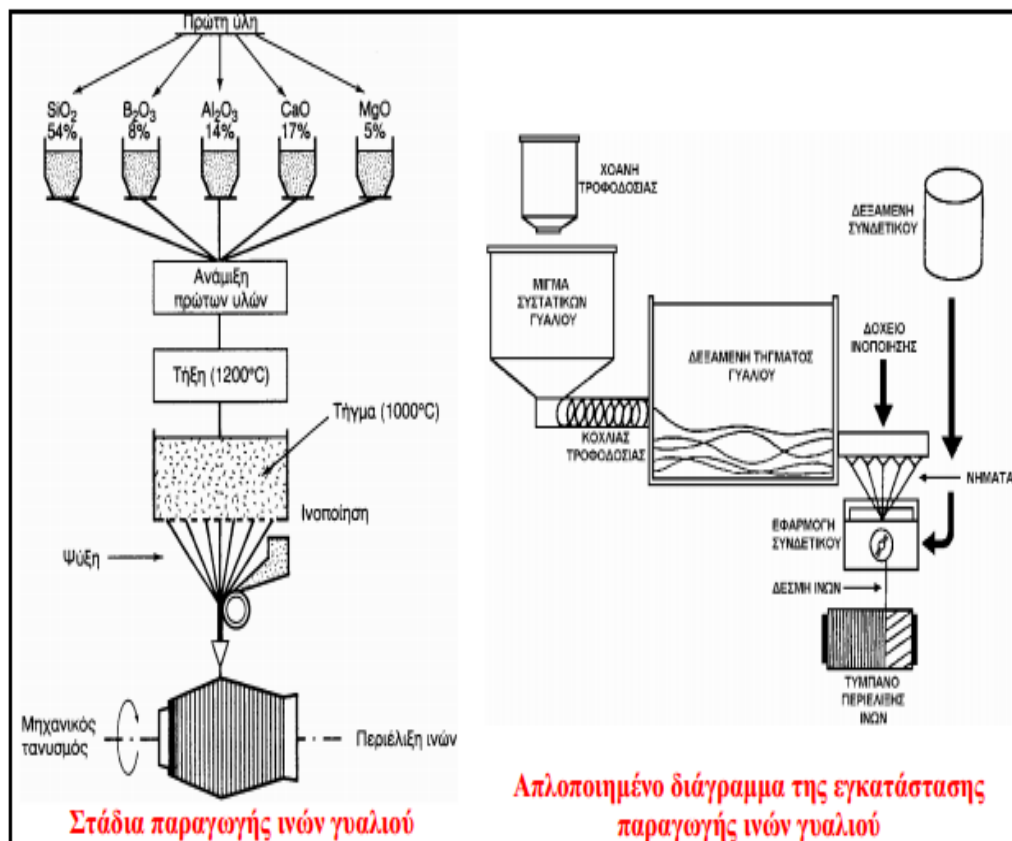 Πρώτη ύλη
SiO₂ B₂O₃ Al₂O₃ CaO MgO
54% 8% 14% 17% 5%
Ανάμιξη
πρώτων υλών
Τήξη (1200°C)
Τήγμα (1000°C)
Ινοποίηση
Ψύξη
Μηχανικός
τανυσμός
Περιέλιξη ινών
Στάδια παραγωγής ινών γυαλιού
ΧΟΑΝΗ
ΤΡΟΦΟΔΟΣΙΑΣ
ΔΕΞΑΜΕΝΗ
ΣΥΝΔΕΤΙΚΟΥ
ΜΙΓΜΑ
ΣΥΣΤΑΤΙΚΩΝ
ΓΥΑΛΙΟΥ
ΔΕΞΑΜΕΝΗ ΤΗΓΜΑΤΟΣ
ΓΥΑΛΙΟΥ
ΔΟΧΕΙΟ
ΙΝΟΠΟΙΗΣΗΣ
ΚΟΧΛΙΑΣ
ΤΡΟΦΟΔΟΣΙΑΣ
ΝΗΜΑΤΑ
ΕΦΑΡΜΟΓΗ
ΣΥΝΔΕΤΙΚΟΥ
ΔΕΣΜΗ ΙΝΩΝ
ΤΥΜΠΑΝΟ
ΠΕΡΙΕΛΙΞΗΣ
ΙΝΩΝ
Απλοποιημένο διάγραμμα της εγκατάστασης
παραγωγής ινών γυαλιού